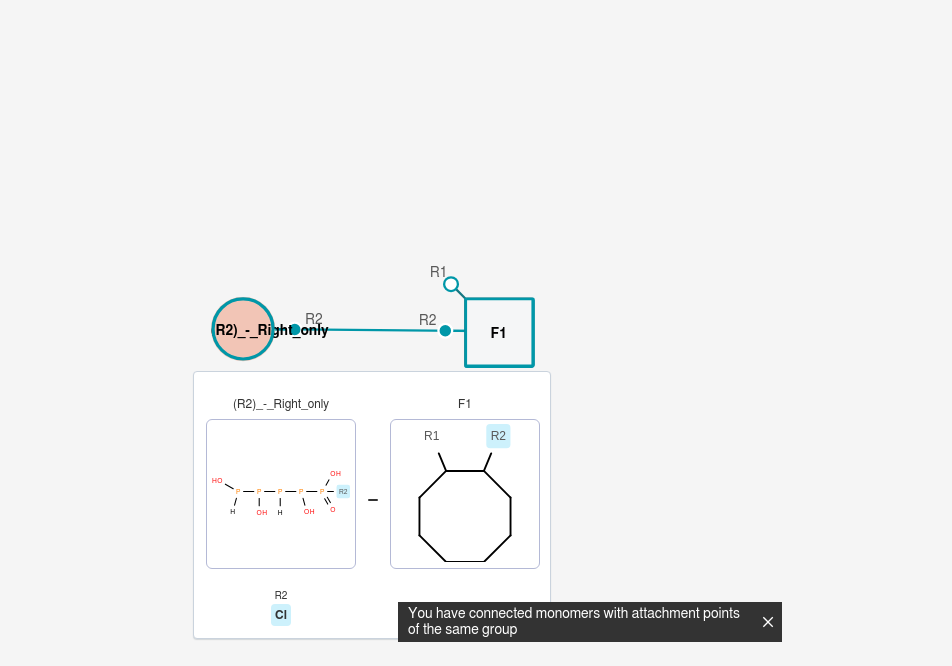 R1
R2
R2
(R2)_-_Right_only
F1
(R2)_-_Right_only
F1
R1
R2
OH
HO
P
P
P
P
P
R2
H
OH
H
OH
O
R2
Cl
You have connected monomers with attachment points
of the same group